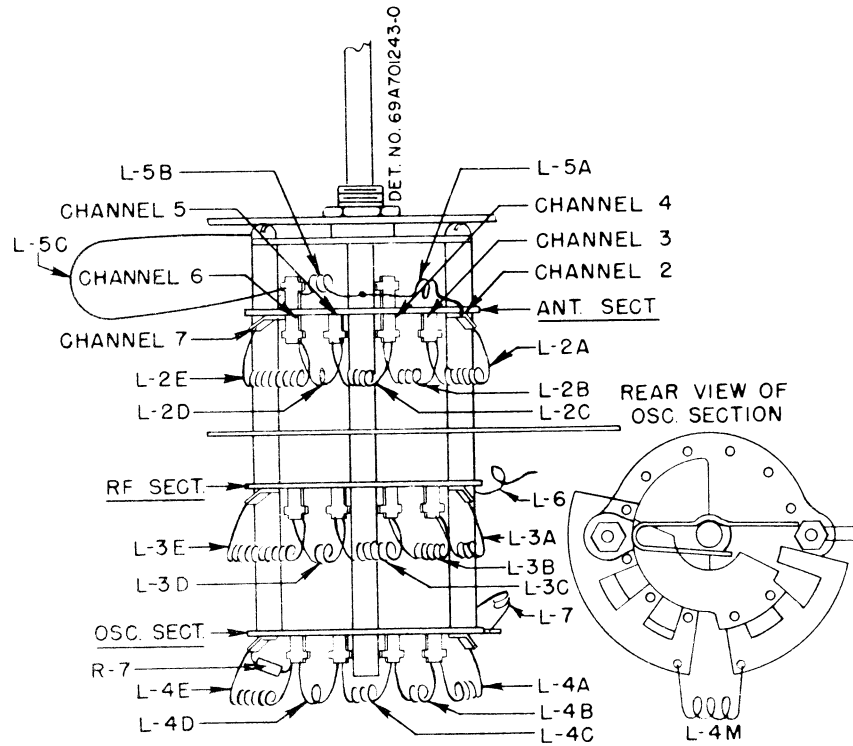 DET. NO. 69A701243-0
L-5B
L-5A
CHANNEL 5
CHANNEL 4
L-5C
CHANNEL 3
CHANNEL 6
CHANNEL 2
ANT. SECT
CHANNEL 7
L-2A
L-2E
L-2B
L-2D
L-2C
REAR VIEW OF
OSC. SECTION
RF SECT.
L-6
L-3E
L-3A
L-3B
L-3D
L-3C
L-7
OSC. SECT.
R-7
L-4E
L-4A
L-4D
L-4B
L-4C
L-4M